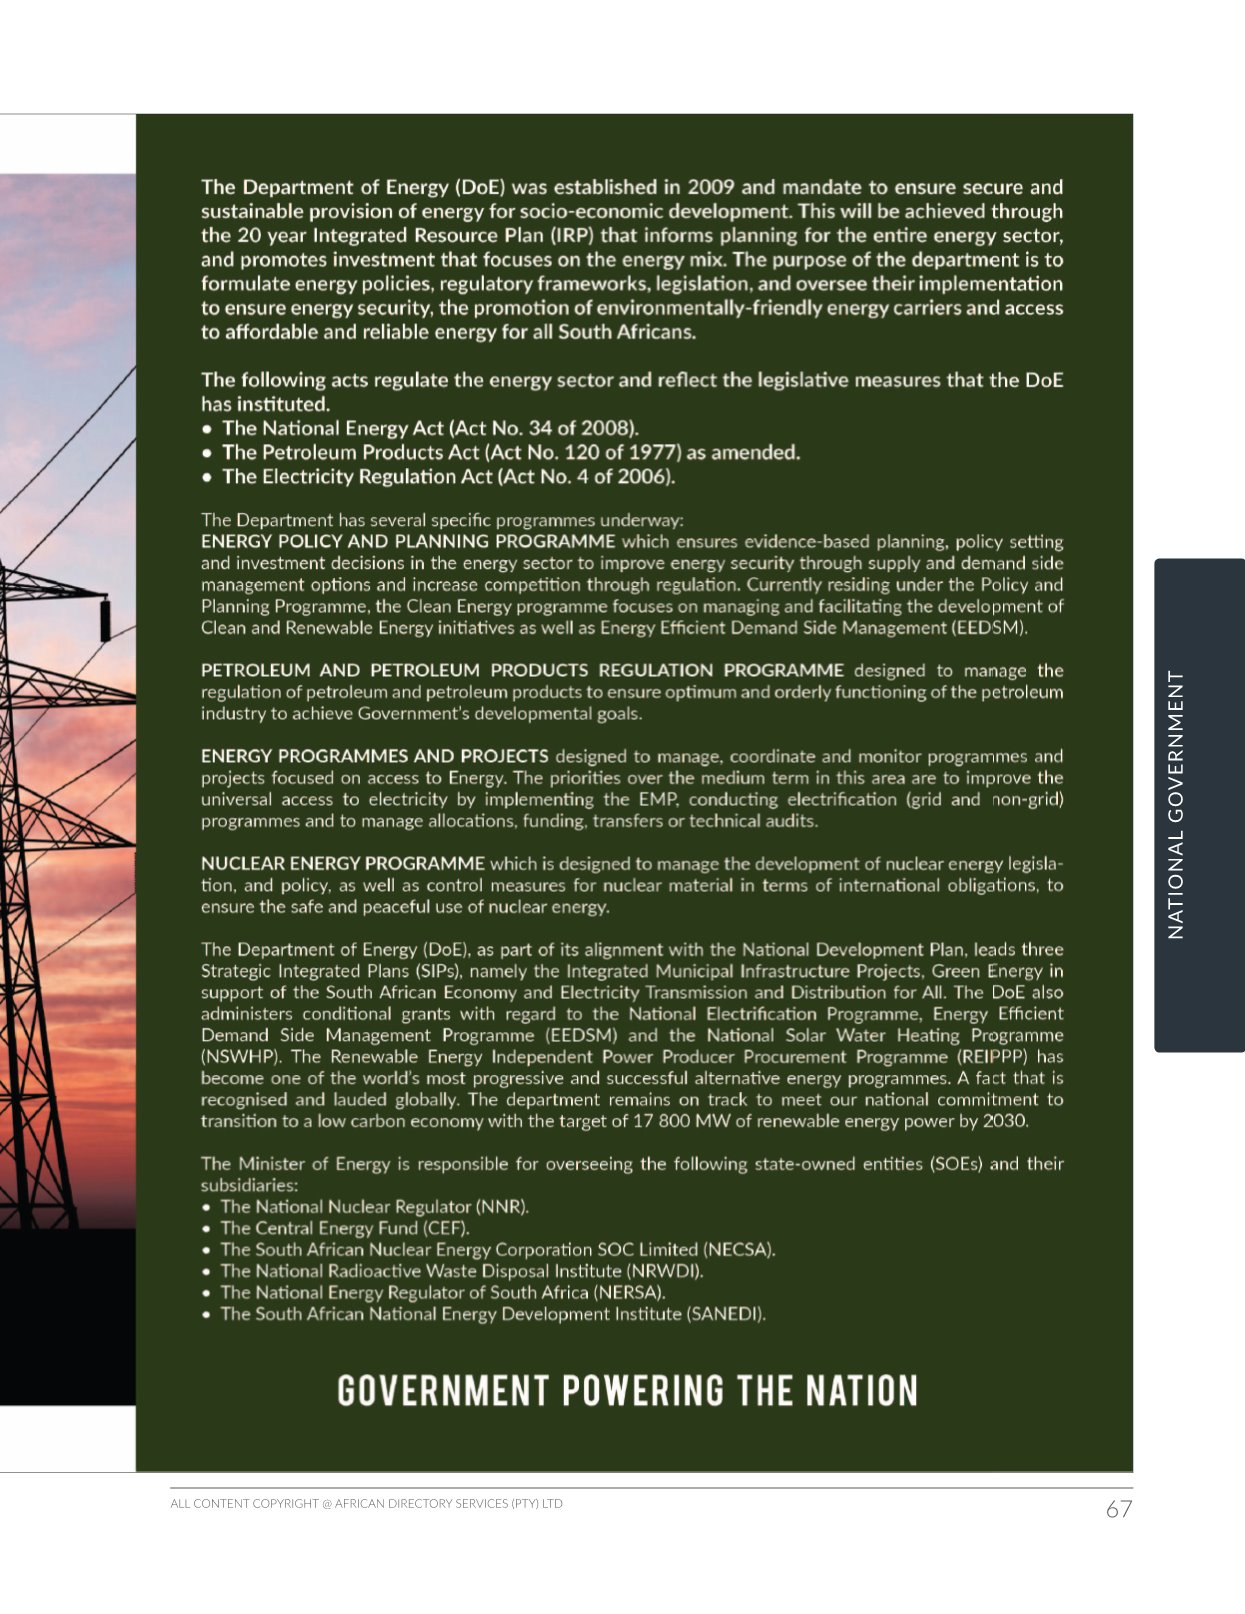 The Department of Energy (DoE) was established in 2009 and mandate to ensure secure and
sustainable provision of energy for socio-economic development. This will be achieved through
the 20 year Integrated Resource Plan (IRP) that informs planning for the entire energy sector,
and promotes investment that focuses on the energy mix. The purpose of the department is to
formulate energy policies, regulatory frameworks, legislation, and oversee their implementation
to ensure energy security, the promotion of environmentally-friendly energy carriers and access
to affordable and reliable energy for all South Africans.
The following acts regulate the energy sector and reflect the legislative measures that the DoE
has instituted.
• The National Energy Act (Act No. 34 of 2008).
• The Petroleum Products Act (Act No. 120 of 1977) as amended.
• The Electricity Regulation Act (Act No. 4 of 2006).
The Department has several specific programmes underway:
ENERGY POLICY AND PLANNING PROGRAMME which ensures evidence-based planning, policy setting
and investment decisions in the energy sector to improve energy security through supply and demand side
management options and increase competition through regulation. Currently residing under the Policy and
Planning Programme, the Clean Energy programme focuses on managing and facilitating the development of
Clean and Renewable Energy initiatives as well as Energy Efficient Demand Side Management (EEDSM).
PETROLEUM AND PETROLEUM PRODUCTS REGULATION PROGRAMME designed to manage the
regulation of petroleum and petroleum products to ensure optimum and orderly functioning of the petroleum
industry to achieve Government's developmental goals.
ENERGY PROGRAMMES AND PROJECTS designed to manage, coordinate and monitor programmes and
projects focused on access to Energy. The priorities over the medium term in this area are to improve the
universal access to electricity by implementing the EMP, conducting electrification (grid and non-grid)
programmes and to manage allocations, funding, transfers or technical audits.
NUCLEAR ENERGY PROGRAMME which is designed to manage the development of nuclear energy legisla-
tion, and policy, as well as control measures for nuclear material in terms of international obligations, to
ensure the safe and peaceful use of nuclear energy.
The Department of Energy (DoE), as part of its alignment with the National Development Plan, leads three
Strategic Integrated Plans (SIPs), namely the Integrated Municipal Infrastructure Projects, Green Energy in
support of the South African Economy and Electricity Transmission and Distribution for All. The DoE also
administers conditional grants with regard to the National Electrification Programme, Energy Efficient
Demand Side Management Programme (EEDSM) and the National Solar Water Heating Programme
(NSWHP). The Renewable Energy Independent Power Producer Procurement Programme (REIPPP) has
become one of the world's most progressive and successful alternative energy programmes. A fact that is
recognised and lauded globally. The department remains on track to meet our national commitment to
transition to a low carbon economy with the target of 17 800 MW of renewable energy power by 2030.
The Minister of Energy is responsible for overseeing the following state-owned entities (SOEs) and their
subsidiaries:
• The National Nuclear Regulator (NNR).
• The Central Energy Fund (CEF).
• The South African Nuclear Energy Corporation SOC Limited (NECSA).
• The National Radioactive Waste Disposal Institute (NRWDI).
• The National Energy Regulator of South Africa (NERSA).
• The South African National Energy Development Institute (SANEDI).
GOVERNMENT POWERING THE NATION
NATIONAL GOVERNMENT
ALL CONTENT COPYRIGHT @ AFRICAN DIRECTORY SERVICES (PTY) LTD
67